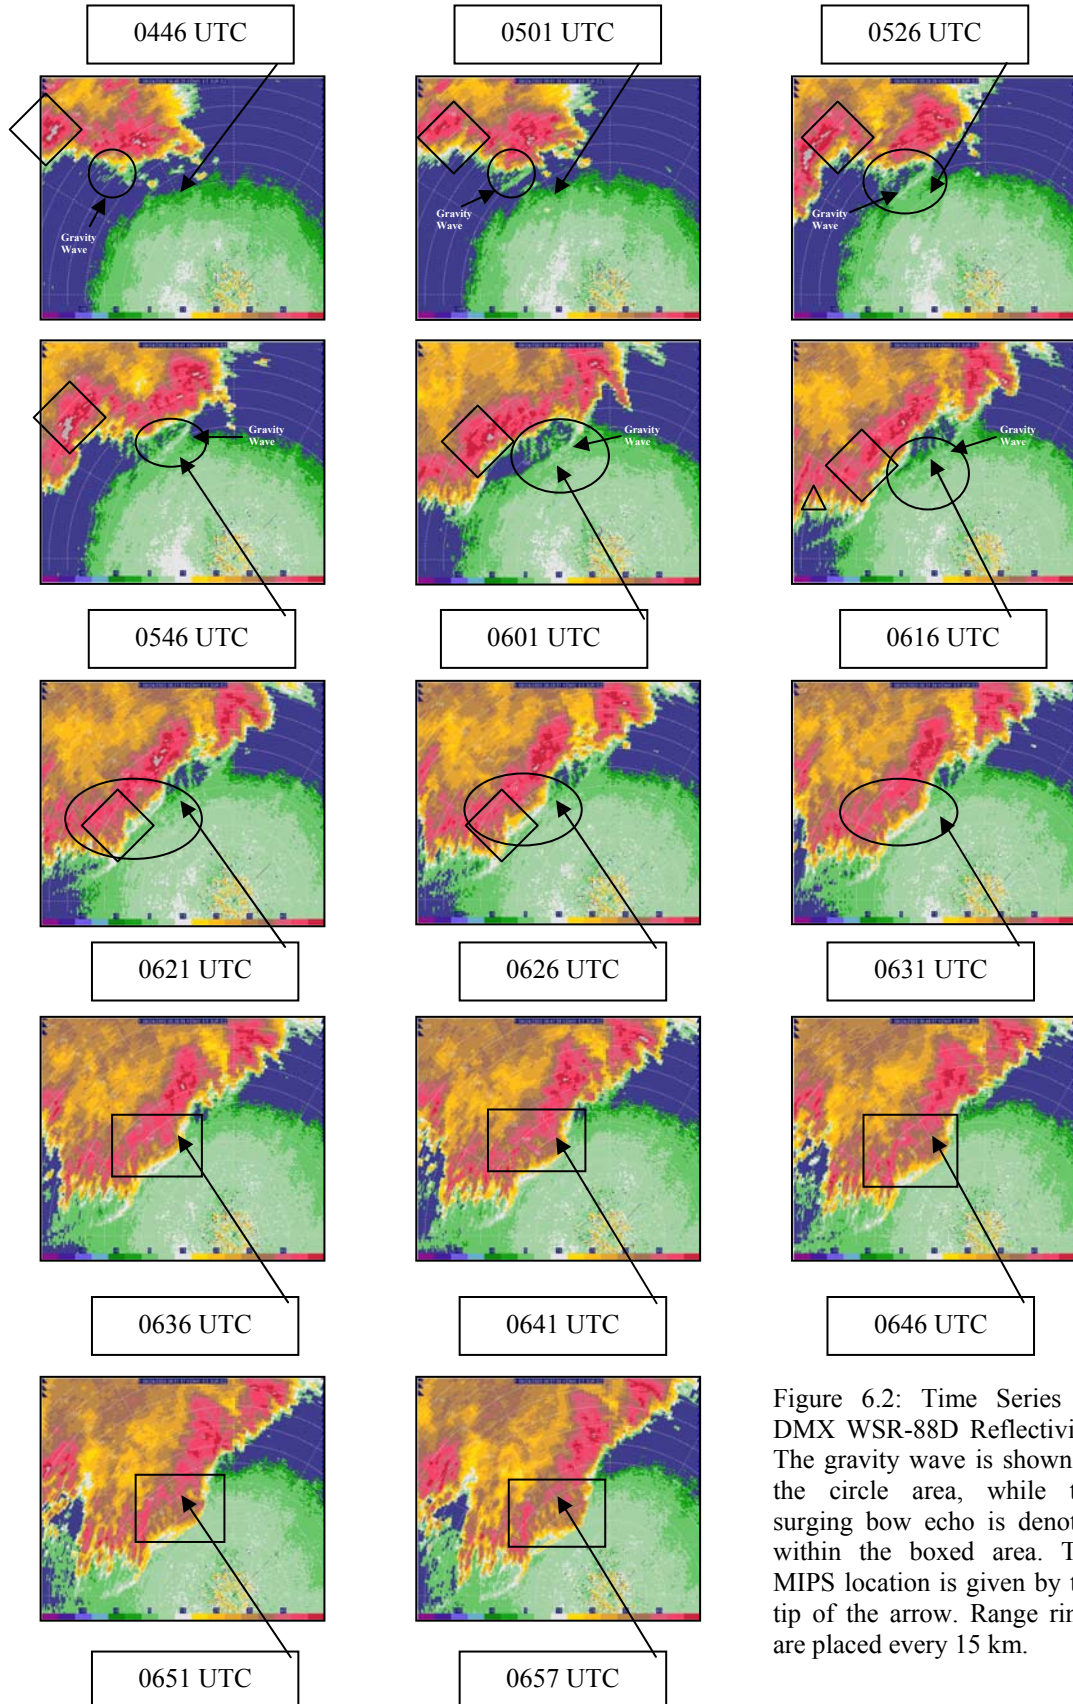 0446 UTC
0501 UTC
0526 UTC
Gravity
Wave
Gravity
Wave
Gravity
Wave
Gravity
Wave
Gravity
Wave
Gravity
Wave
0546 UTC
0601 UTC
0616 UTC
0621 UTC
0626 UTC
0631 UTC
0636 UTC
0641 UTC
0646 UTC
Figure 6.2: Time Series
DMX WSR-88D Reflectivi
The gravity wave is shown
the circle area, while t
surging bow echo is denot
within the boxed area. T
MIPS location is given by t
tip of the arrow. Range rin
are placed every 15 km.
0651 UTC
0657 UTC